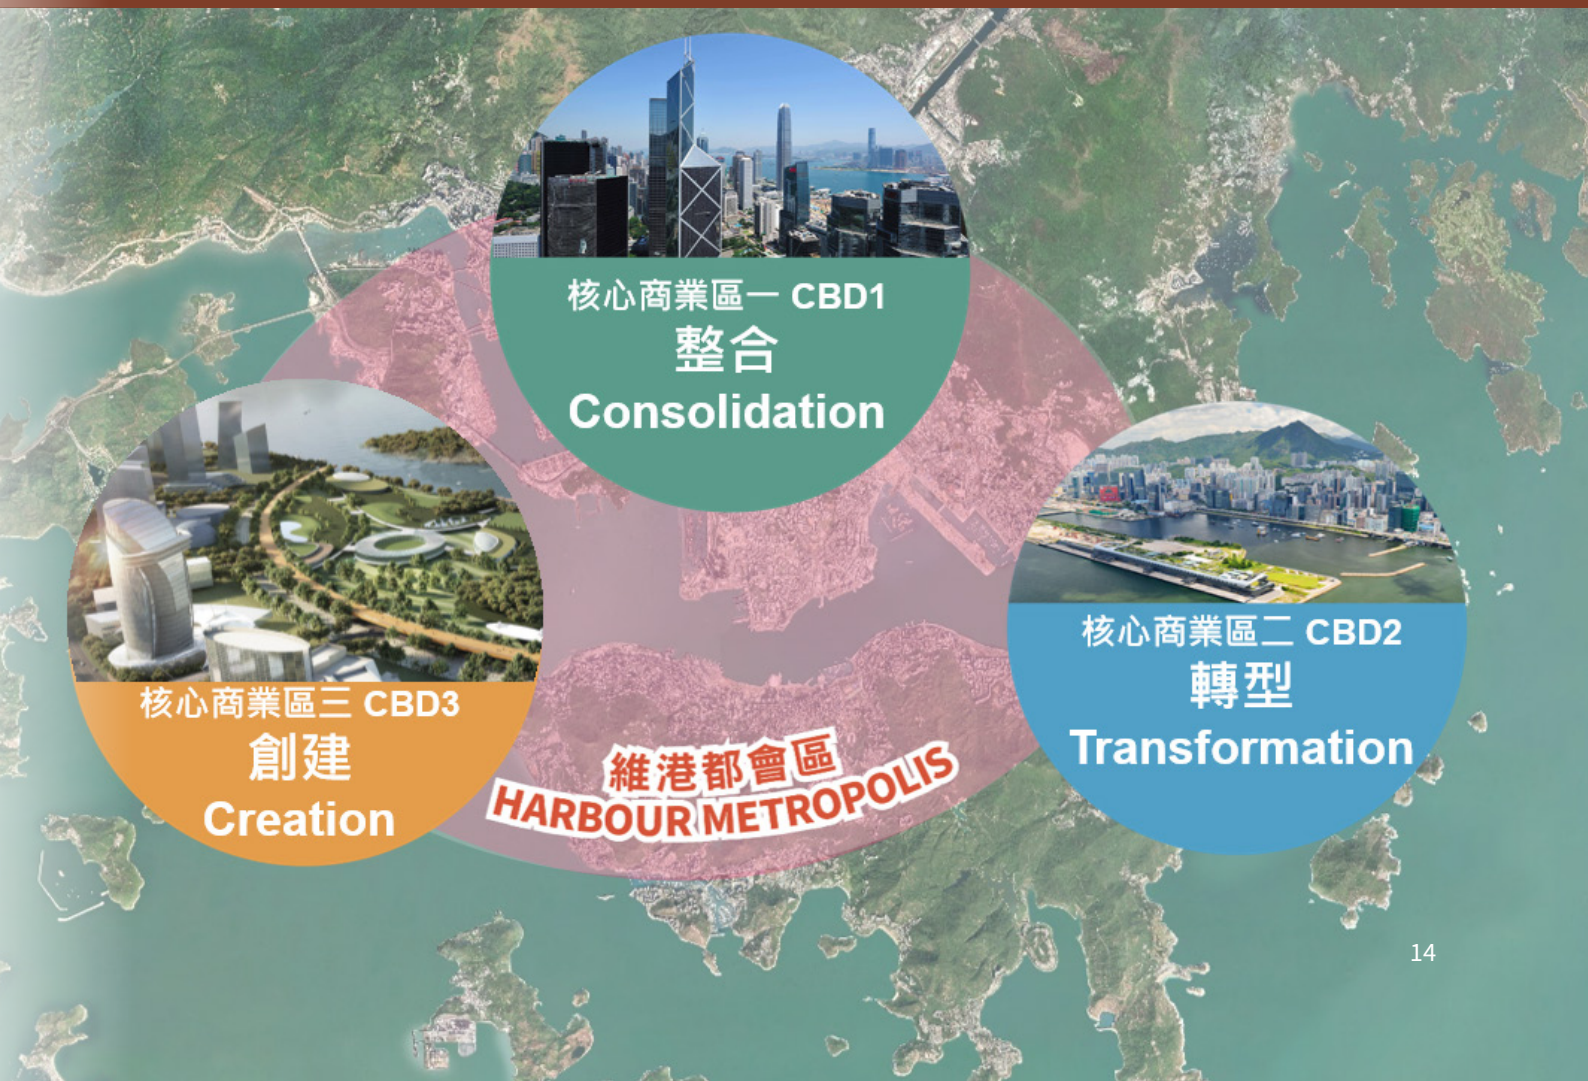 核心商業區一 CBD1
整合
Consolidation
核心商業區二 CBD2
轉型
Transformation
核心商業區三 CBD3
創建
Creation
維港都會區
HARBOUR METROPOLIS
14